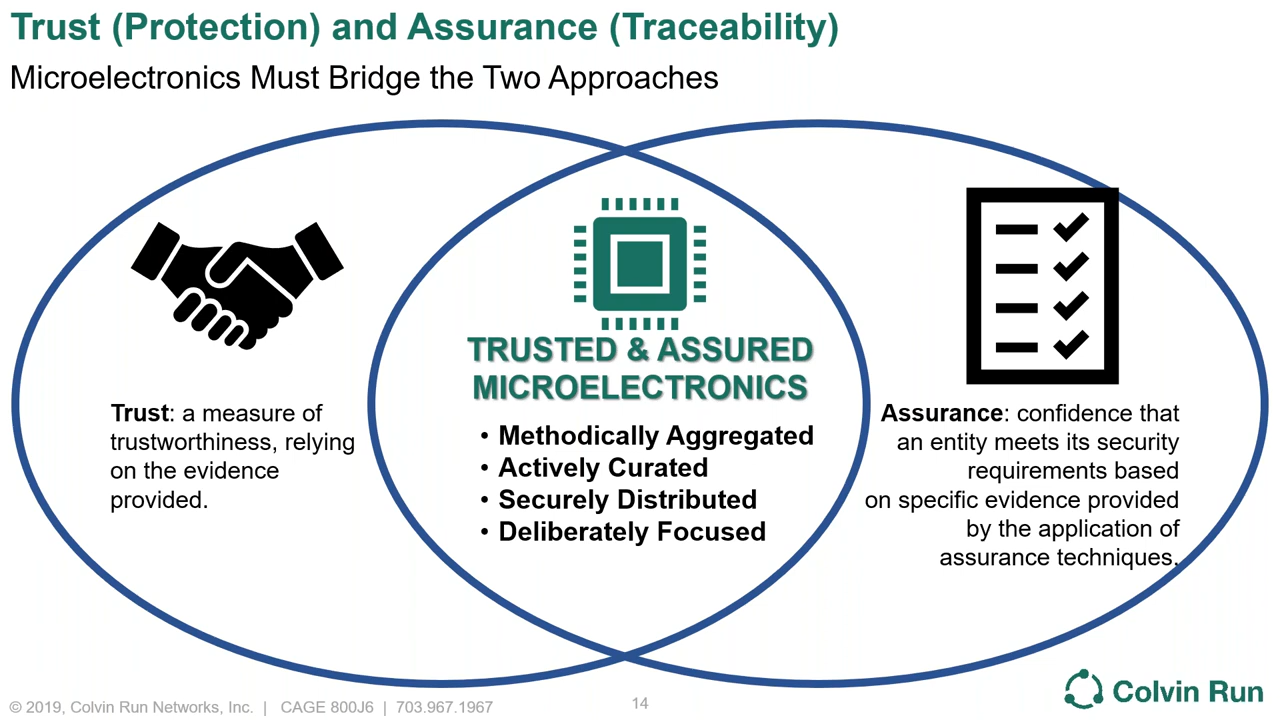 Trust (Protection) and Assurance (Traceability)
Microelectronics Must Bridge the Two Approaches
Trust: a measure of
trustworthiness, relying
on the evidence
provided.
TRUSTED & ASSURED
MICROELECTRONICS
• Methodically Aggregated
• Actively Curated
• Securely Distributed
• Deliberately Focused
Assurance: confidence that
an entity meets its security
requirements based
on specific evidence provided
by the application of
assurance techniques.
© 2019, Colvin Run Networks, Inc. | CAGE 800J6 | 703.967.1967
14
Colvin Run